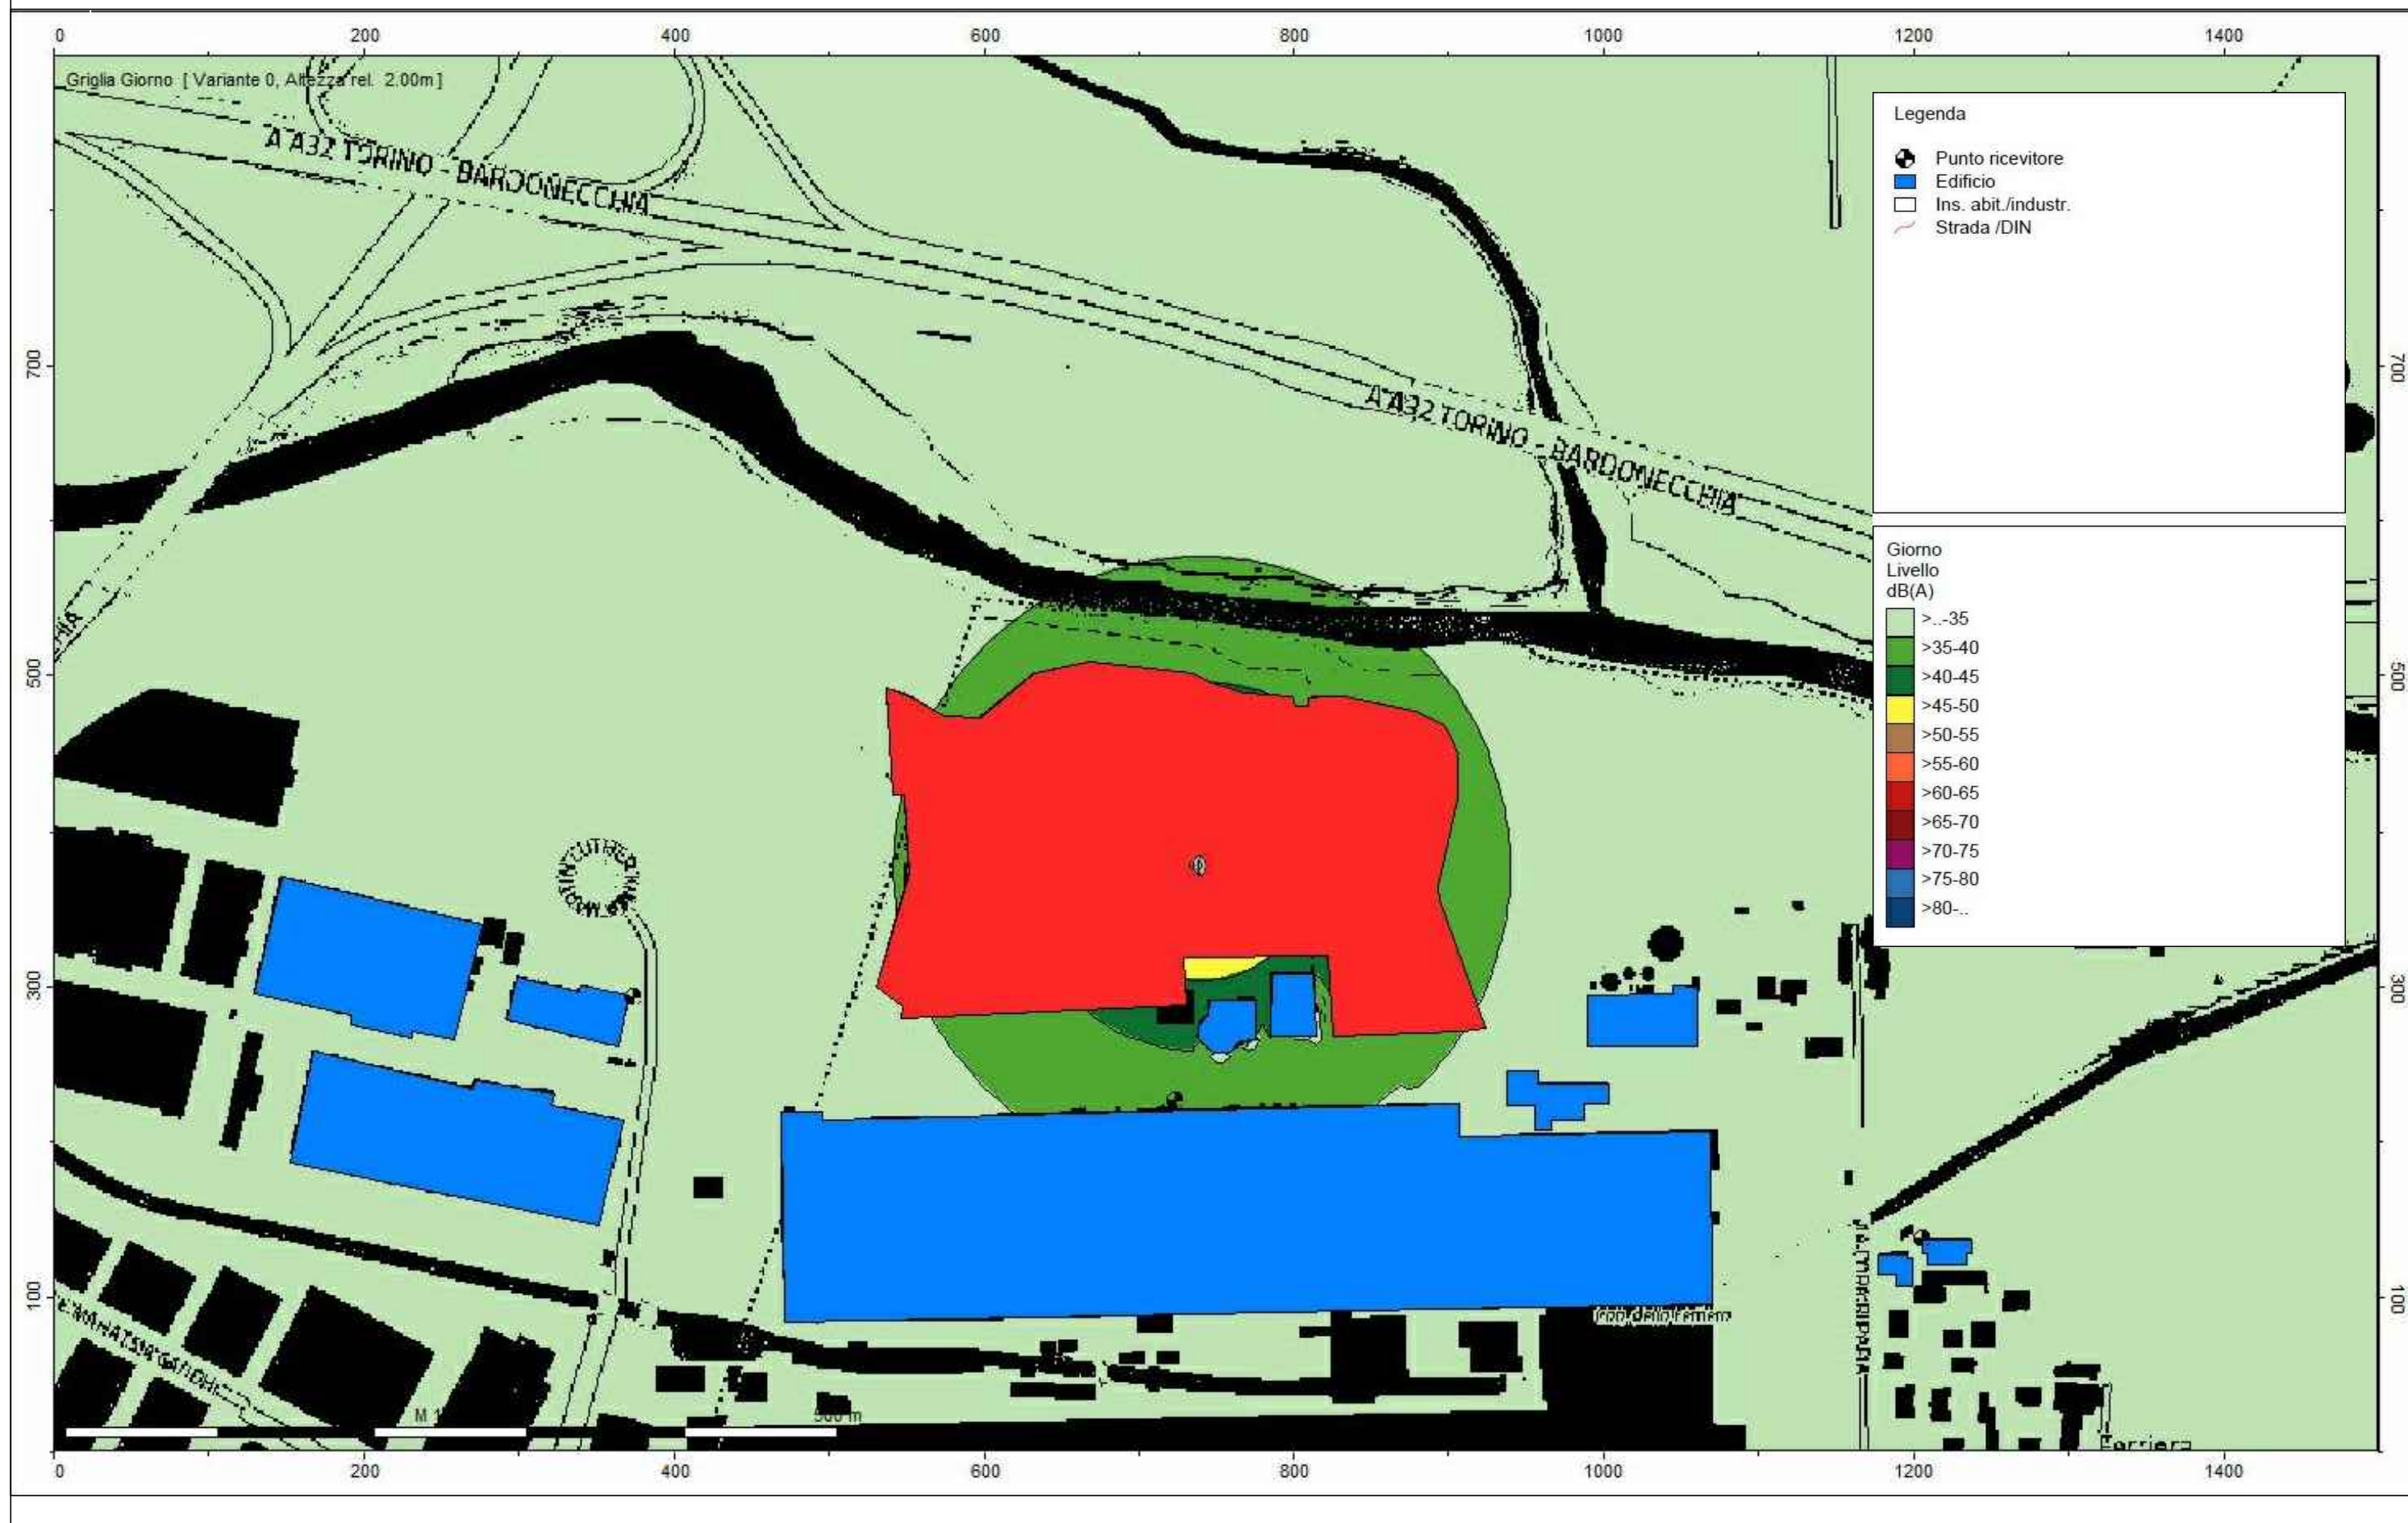 0 200 400 600 800 1000 1200 1400
Griglia Giorno [ Variante 0, Altezza rel. 2.00m ]
A A32 TORINO - BARDONECCHIA
Legenda
Punto ricevitore
Edificio
Ins. abit./industr.
Strada /DIN
700
700
A A32 TORINO - BARDONECCHIA
Giorno
Livello
dB(A)
>..-35
>35-40
>40-45
>45-50
>50-55
>55-60
>60-65
>65-70
>70-75
>75-80
>80-..
500
500
300
300
100
100
500 m
Ferriera
0 200 400 600 800 1000 1200 1400